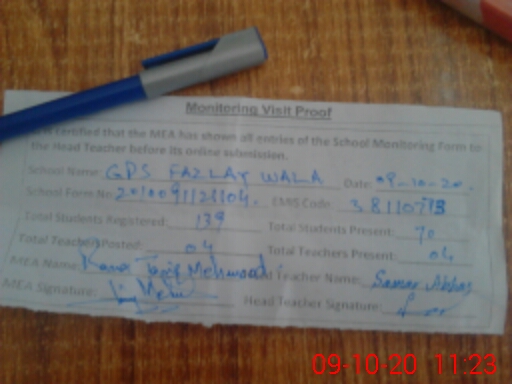 Monitoring Visit Proof
is certified that the MEA has shown all entries of the School Monitoring Form to
the Head Teacher before its online submission.
School Name: GPS FAZLAY WALA Date: 09-10-20.
School Form No: EMIS Code:
Total Students Registered: 139 Total Students Present: 70
Total Teachers Posted: 04 Total Teachers Present: 04
MEA Name: Rana Mehmood Teacher Name: Samar Abbas
MEA Signature: Head Teacher Signature:
09-10-20 11:23